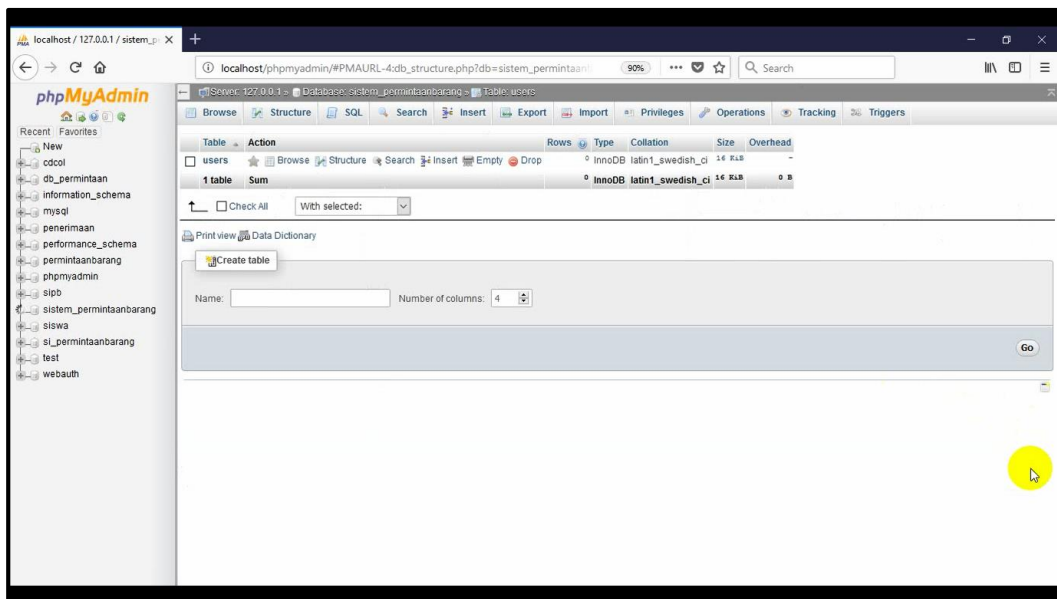 localhost / 127.0.0.1 / sistem_p
localhost/phpmyadmin/#PMAURL-4:db_structure.php?db=sistem_permintaan
90%
Search
phpMyAdmin
Recent Favorites
New
cdcol
db_permintaan
information_schema
mysql
penerimaan
performance_schema
permintaanbarang
phpmyadmin
sipb
sistem_permintaanbarang
siswa
si_permintaanbarang
test
webauth
Server: 127.0.0.1 » Database: sistem_permintaanbarang » Table: users
Browse Structure SQL Search Insert Export Import Privileges Operations Tracking Triggers
Table Action Rows Type Collation Size Overhead
users Browse Structure Search Insert Empty Drop 0 InnoDB latin1_swedish_ci 16 KiB -
1 table Sum 0 InnoDB latin1_swedish_ci 16 KiB 0 B
Check All With selected:
Print view Data Dictionary
Create table
Name: Number of columns: 4
Go